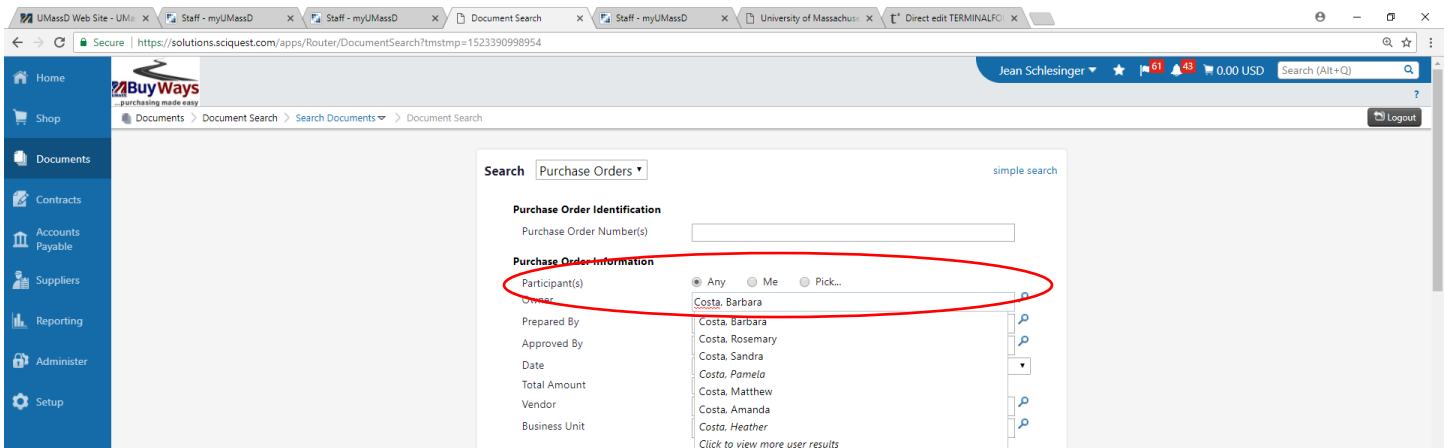 UMassD Web Site - UMa
Staff - myUMassD
Staff - myUMassD
Document Search
Staff - myUMassD
University of Massachuse
Direct edit TERMINALFO
Secure | https://solutions.sciquest.com/apps/Router/DocumentSearch?tmstmp=1523390998954
Home
Shop
Documents
Contracts
Accounts
Payable
Suppliers
Reporting
Administer
Setup
UMASS BuyWays
...purchasing made easy
Jean Schlesinger 61 43 0.00 USD Search (Alt+Q)
?
Documents > Document Search > Search Documents > Document Search
Logout
Search Purchase Orders simple search
Purchase Order Identification
Purchase Order Number(s)
Purchase Order Information
Participant(s) Any Me Pick...
Owner Costa, Barbara
Prepared By
Approved By
Date
Total Amount
Vendor
Business Unit
Costa, Barbara
Costa, Rosemary
Costa, Sandra
Costa, Pamela
Costa, Matthew
Costa, Amanda
Costa, Heather
Click to view more user results